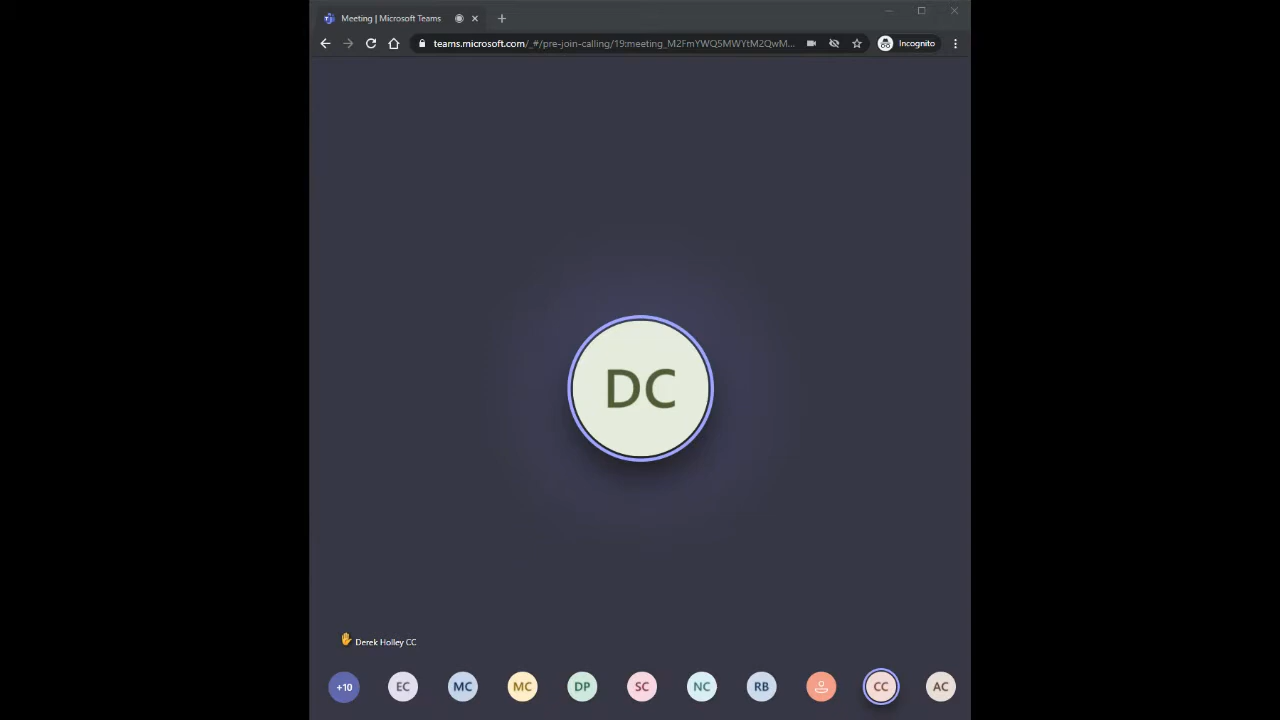 Meeting | Microsoft Teams
teams.microsoft.com/_#/pre-join-calling/19:meeting_M2FmYWQ5MWYtM2QwM...
Incognito
DC
Derek Holley CC
+10 EC MC MC DP SC NC RB CC AC